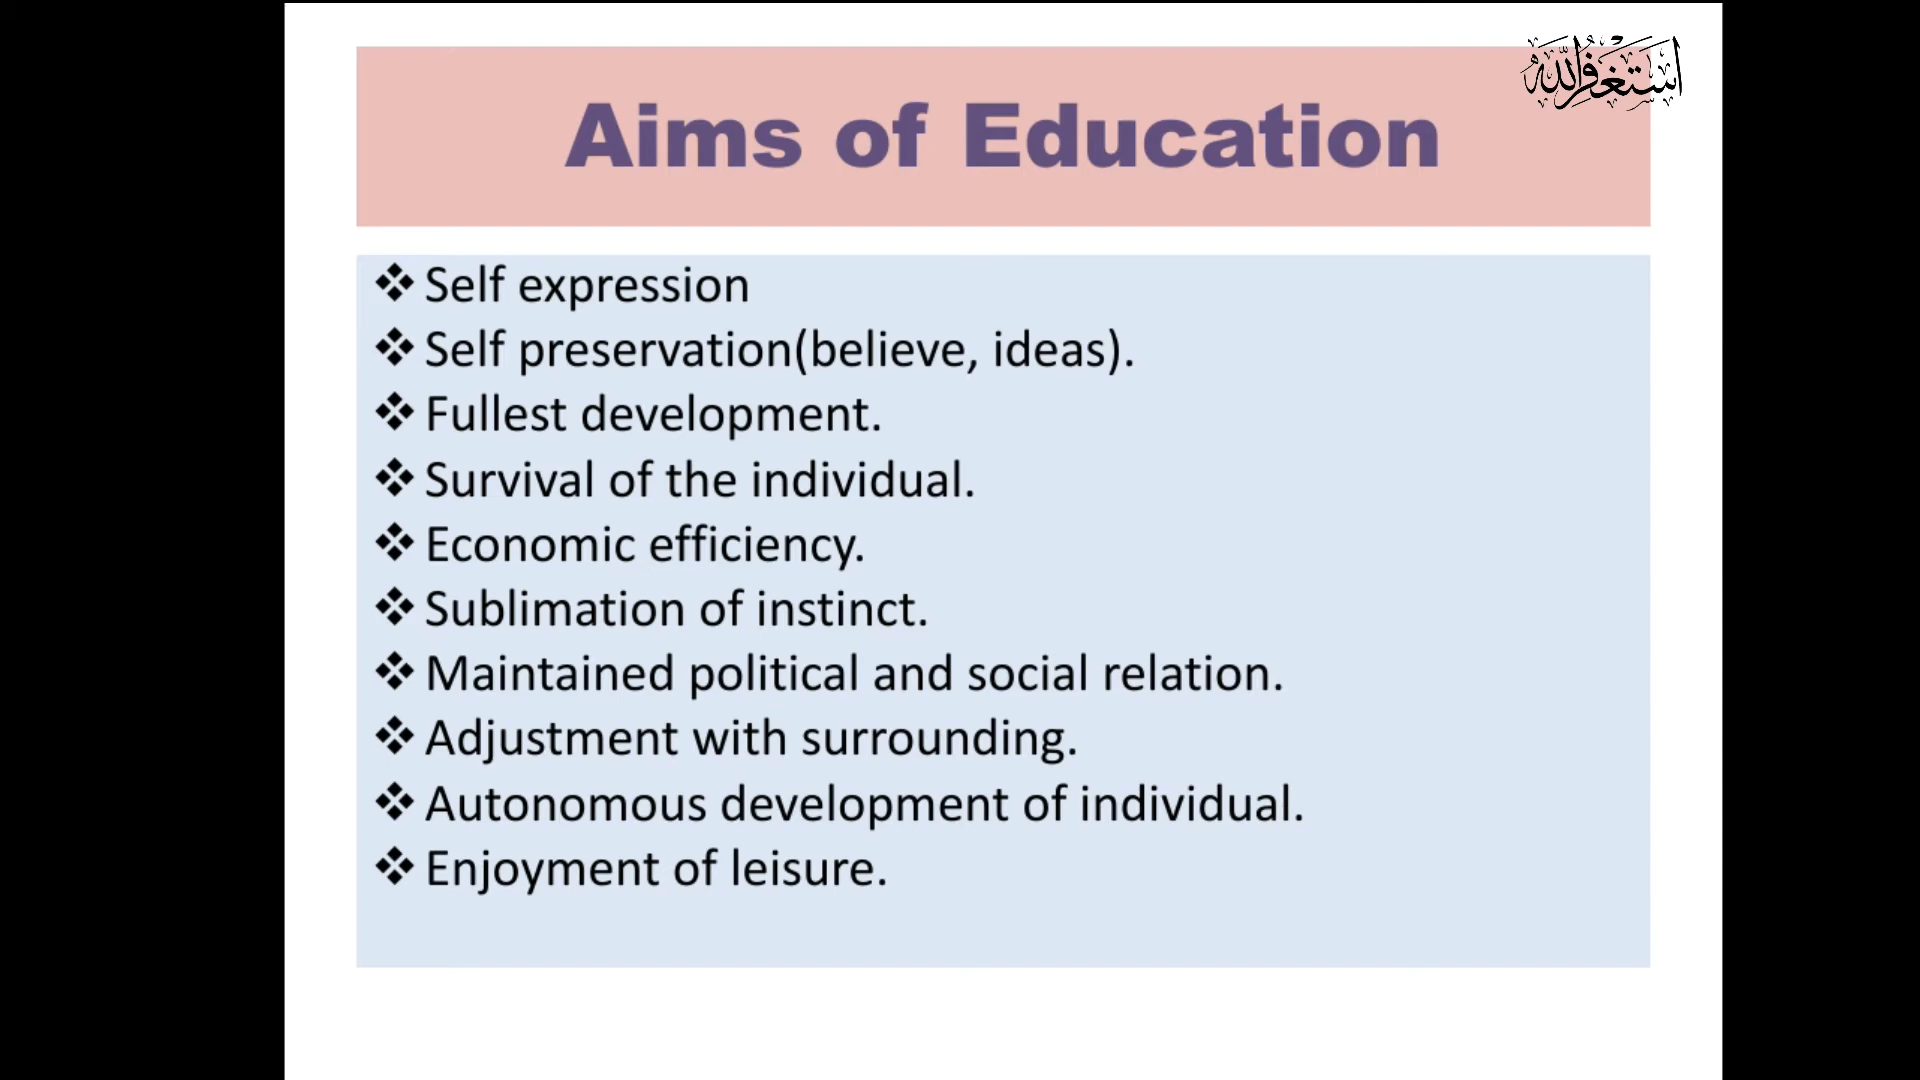 استغفر الله
Aims of Education
❖ Self expression
❖ Self preservation(believe, ideas).
❖ Fullest development.
❖ Survival of the individual.
❖ Economic efficiency.
❖ Sublimation of instinct.
❖ Maintained political and social relation.
❖ Adjustment with surrounding.
❖ Autonomous development of individual.
❖ Enjoyment of leisure.